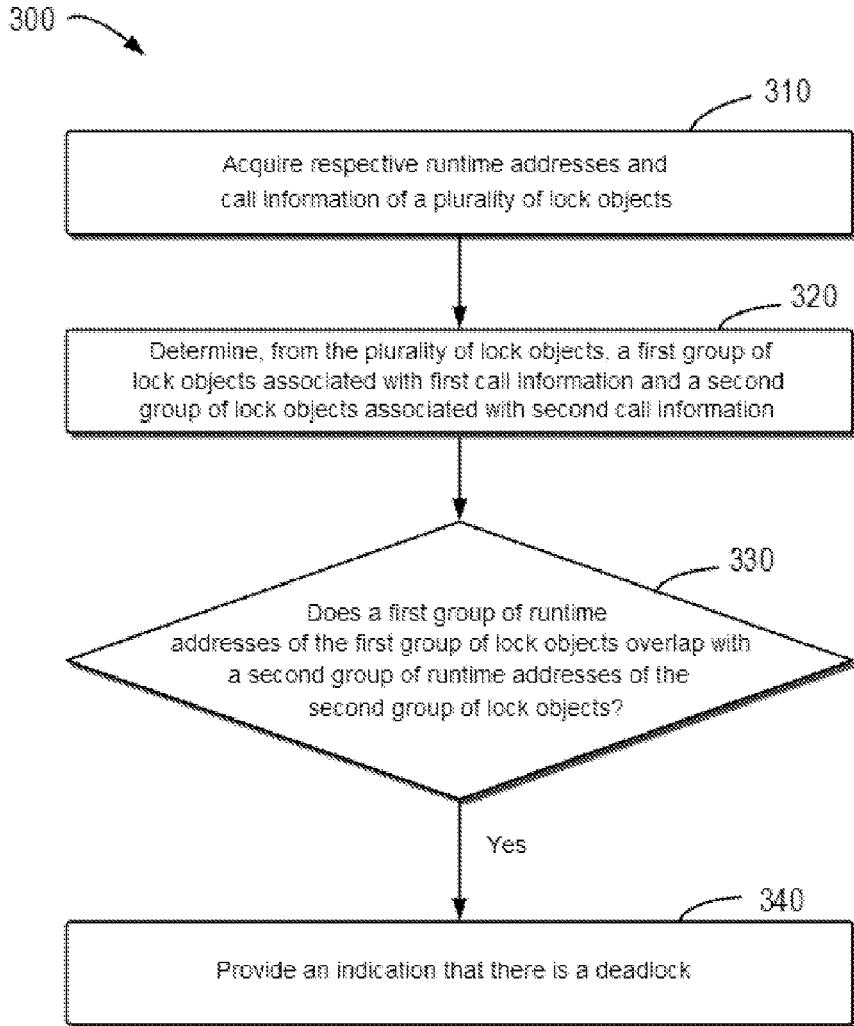 300
310
Acquire respective runtime addresses and
call information of a plurality of lock objects
320
Determine, from the plurality of lock objects, a first group of
lock objects associated with first call information and a second
group of lock objects associated with second call information
330
Does a first group of runtime
addresses of the first group of lock objects overlap with
a second group of runtime addresses of the
second group of lock objects?
Yes
340
Provide an indication that there is a deadlock